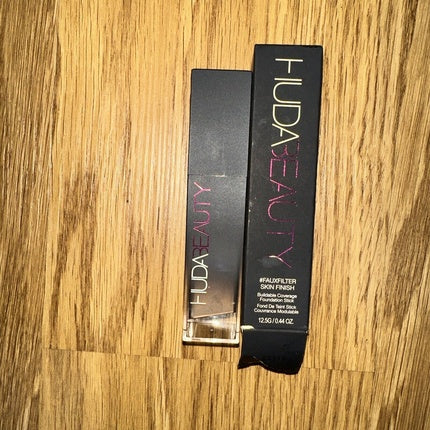 HUDABEAUTY
HUDABEAUTY
#FAUXFILTER
SKIN FINISH
Buildable Coverage
Foundation Stick
Fond De Teint Stick
Couvrance Modulable
12.5G / 0.44 OZ.